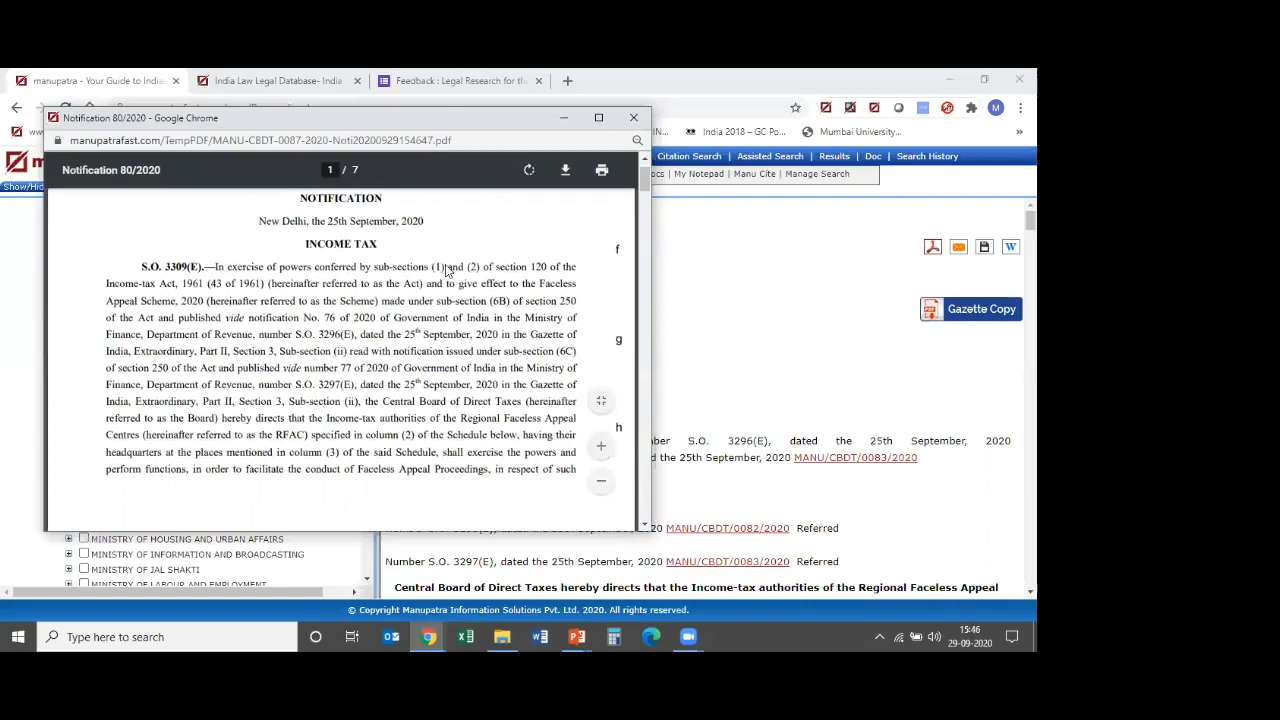 manupatra - Your Guide to India
India Law Legal Database- India
Feedback : Legal Research for th
Notification 80/2020 - Google Chrome
manupatrafast.com/TempPDF/MANU-CBDT-0087-2020-Noti20200929154647.pdf
India 2018 – GC Po...
Mumbai University...
M
Citation Search
Assisted Search
Results
Doc
Search History
My Notepad
Manu Cite
Manage Search
Show/Hid
Notification 80/2020
1 / 7
NOTIFICATION
New Delhi, the 25th September, 2020
INCOME TAX
S.O. 3309(E).—In exercise of powers conferred by sub-sections (1) and (2) of section 120 of the
Income-tax Act, 1961 (43 of 1961) (hereinafter referred to as the Act) and to give effect to the Faceless
Appeal Scheme, 2020 (hereinafter referred to as the Scheme) made under sub-section (6B) of section 250
of the Act and published vide notification No. 76 of 2020 of Government of India in the Ministry of
Finance, Department of Revenue, number S.O. 3296(E), dated the 25th September, 2020 in the Gazette of
India, Extraordinary, Part II, Section 3, Sub-section (ii) read with notification issued under sub-section (6C)
of section 250 of the Act and published vide number 77 of 2020 of Government of India in the Ministry of
Finance, Department of Revenue, number S.O. 3297(E), dated the 25th September, 2020 in the Gazette of
India, Extraordinary, Part II, Section 3, Sub-section (ii), the Central Board of Direct Taxes (hereinafter
referred to as the Board) hereby directs that the Income-tax authorities of the Regional Faceless Appeal
Centres (hereinafter referred to as the RFAC) specified in column (2) of the Schedule below, having their
headquarters at the places mentioned in column (3) of the said Schedule, shall exercise the powers and
perform functions, in order to facilitate the conduct of Faceless Appeal Proceedings, in respect of such
f
g
h
Gazette Copy
ber S.O. 3296(E), dated the 25th September, 2020
d the 25th September, 2020 MANU/CBDT/0083/2020
2020 MANU/CBDT/0082/2020 Referred
Number S.O. 3297(E), dated the 25th September, 2020 MANU/CBDT/0083/2020 Referred
Central Board of Direct Taxes hereby directs that the Income-tax authorities of the Regional Faceless Appeal
MINISTRY OF HOUSING AND URBAN AFFAIRS
MINISTRY OF INFORMATION AND BROADCASTING
MINISTRY OF JAL SHAKTI
MINISTRY OF LABOUR AND EMPLOYMENT
© Copyright Manupatra Information Solutions Pvt. Ltd. 2020. All rights reserved.
Type here to search
15:46
29-09-2020